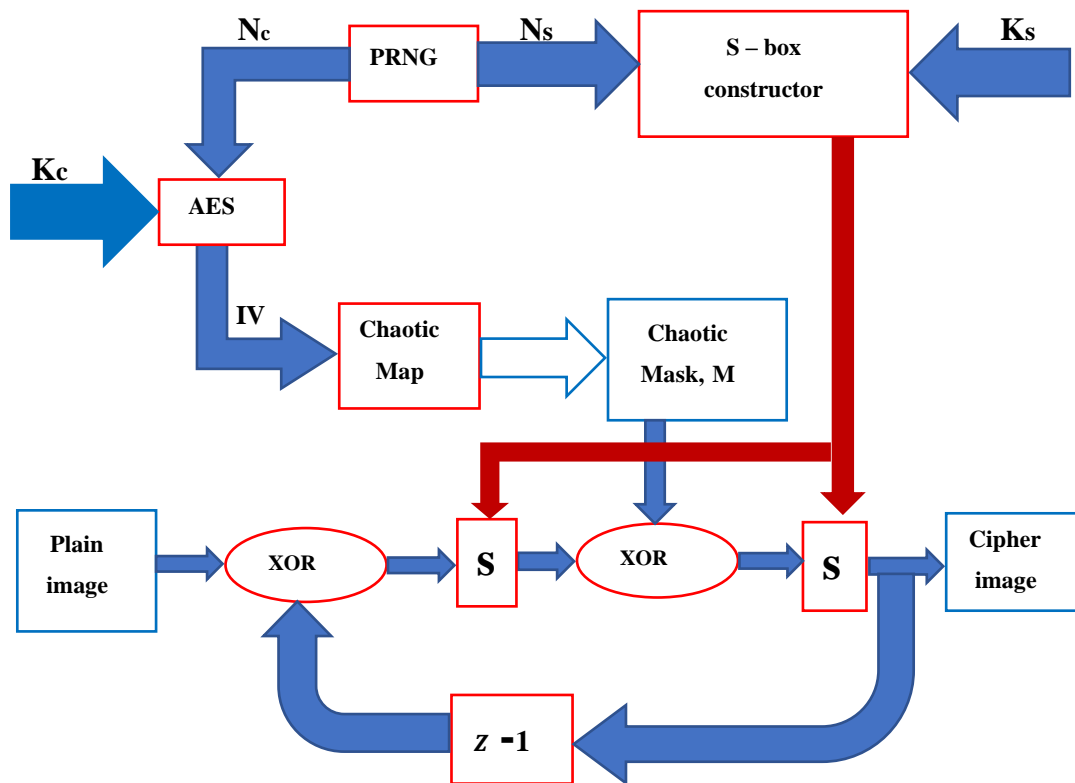 Nc
PRNG
Ns
S – box
constructor
Ks
Kc
AES
IV
Chaotic
Map
Chaotic
Mask, M
Plain
image
XOR
S
XOR
S
Cipher
image
z -1